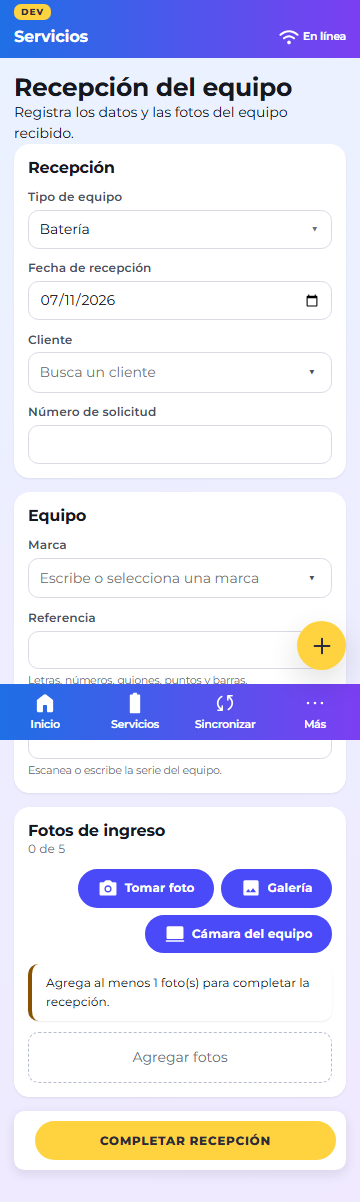 DEV
Servicios
En línea
Recepción del equipo
Registra los datos y las fotos del equipo
recibido.
Recepción
Tipo de equipo
Batería
Fecha de recepción
07/11/2026
Cliente
Busca un cliente
Número de solicitud
Equipo
Marca
Escribe o selecciona una marca
Referencia
Letras, números, guiones, puntos y barras.
Inicio
Servicios
Sincronizar
Más
Escanea o escribe la serie del equipo.
Fotos de ingreso
0 de 5
Tomar foto
Galería
Cámara del equipo
Agrega al menos 1 foto(s) para completar la
recepción.
Agregar fotos
COMPLETAR RECEPCIÓN